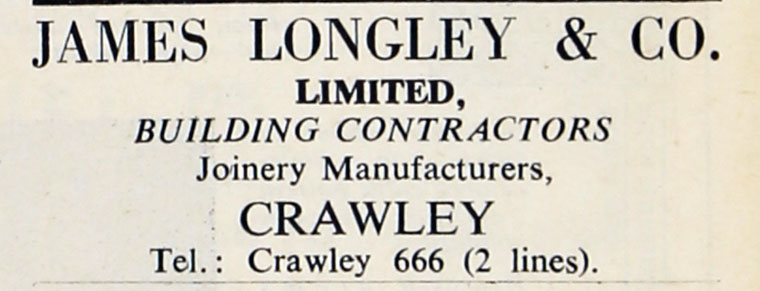 JAMES LONGLEY & CO.
LIMITED,
BUILDING CONTRACTORS
Joinery Manufacturers,
CRAWLEY
Tel.: Crawley 666 (2 lines).